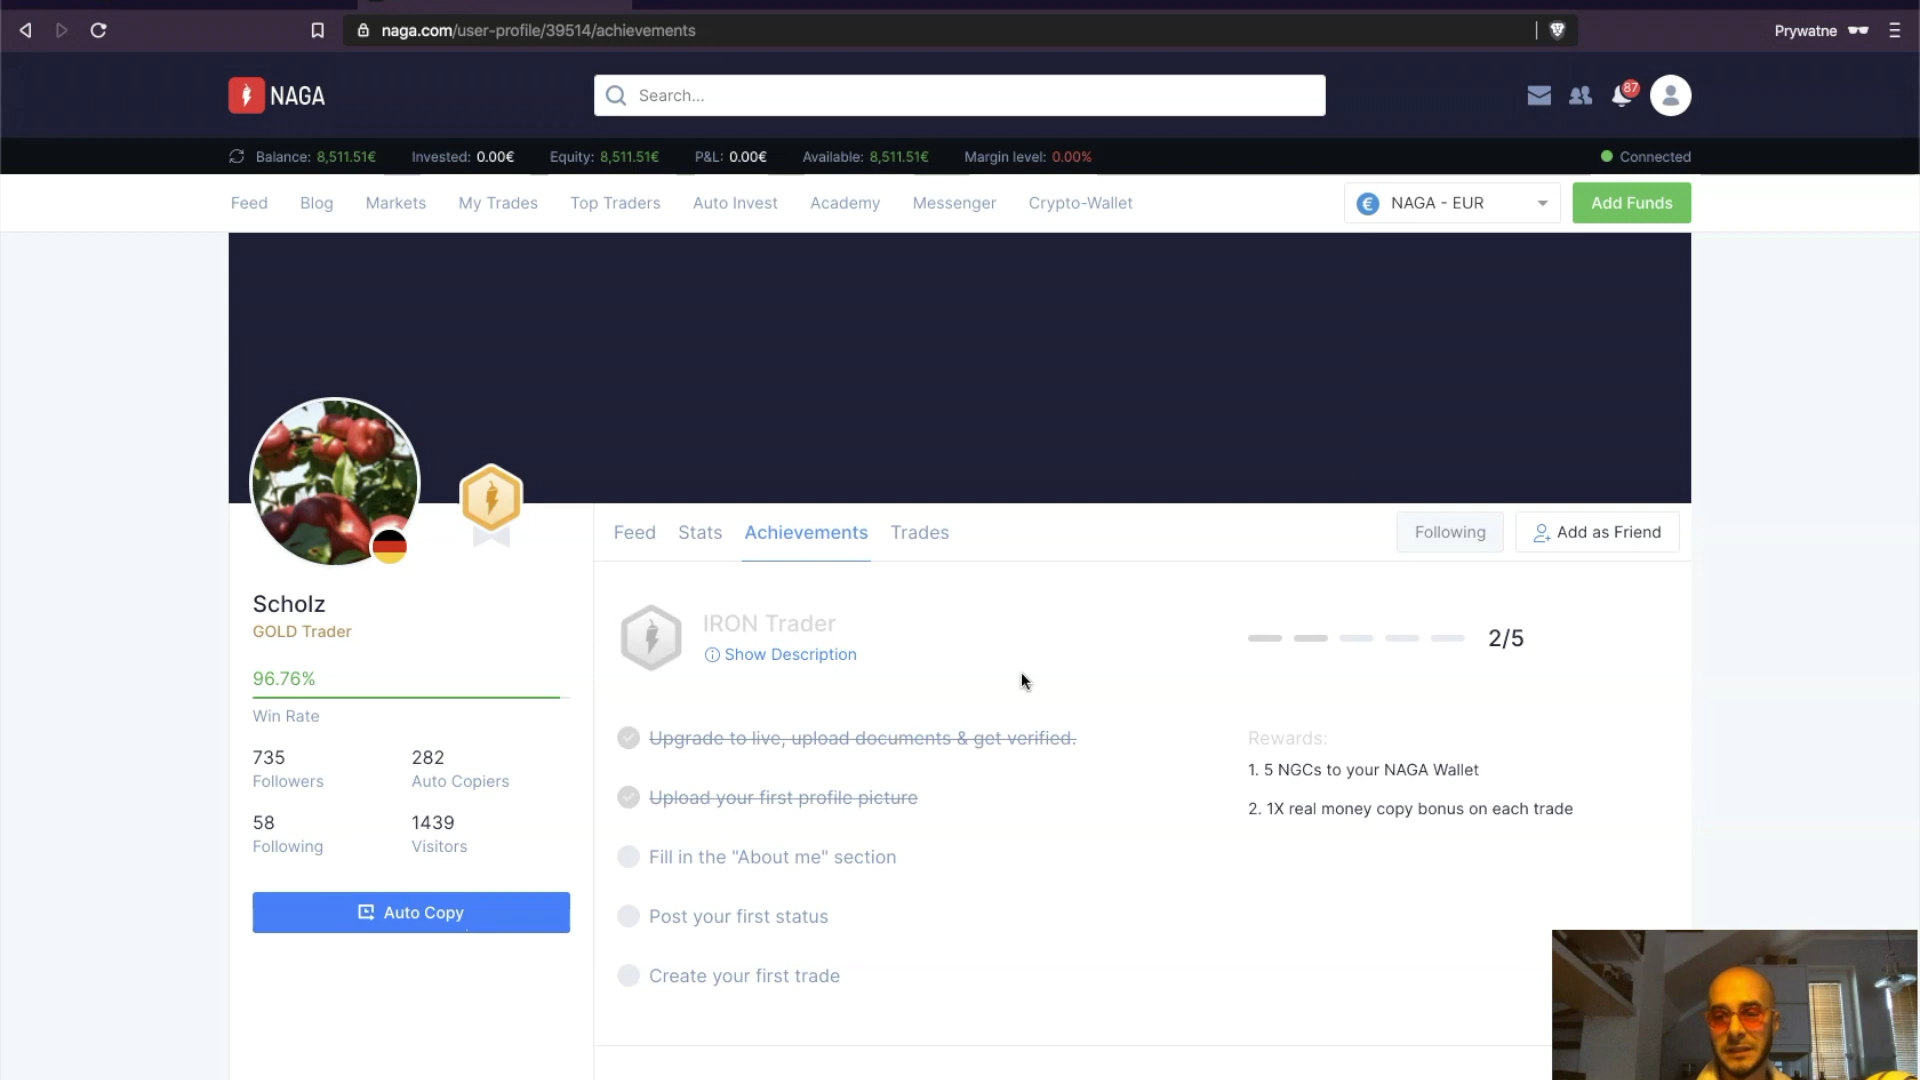 naga.com/user-profile/39514/achievements
Prywatne
NAGA
Search...
87
Balance: 8,511.51€ Invested: 0.00€ Equity: 8,511.51€ P&L: 0.00€ Available: 8,511.51€ Margin level: 0.00% Connected
Feed Blog Markets My Trades Top Traders Auto Invest Academy Messenger Crypto-Wallet € NAGA - EUR Add Funds
Feed Stats Achievements Trades Following Add as Friend
Scholz
GOLD Trader
96.76%
Win Rate
735 282
Followers Auto Copiers
58 1439
Following Visitors
Auto Copy
IRON Trader
Show Description
2/5
Upgrade to live, upload documents & get verified.
Upload your first profile picture
Fill in the "About me" section
Post your first status
Create your first trade
Rewards:
1. 5 NGCs to your NAGA Wallet
2. 1X real money copy bonus on each trade